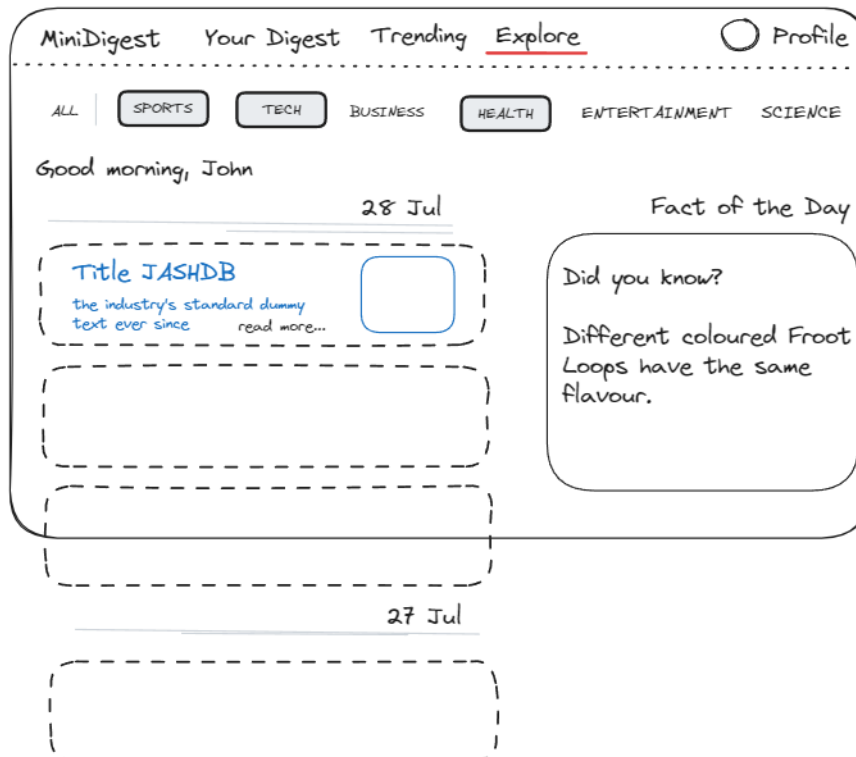 MiniDigest Your Digest Trending Explore Profile
ALL SPORTS TECH BUSINESS HEALTH ENTERTAINMENT SCIENCE
Good morning, John
28 Jul
Title JASHDB
the industry's standard dummy
text ever since read more...
Fact of the Day
Did you know?
Different coloured Froot
Loops have the same
flavour.
27 Jul